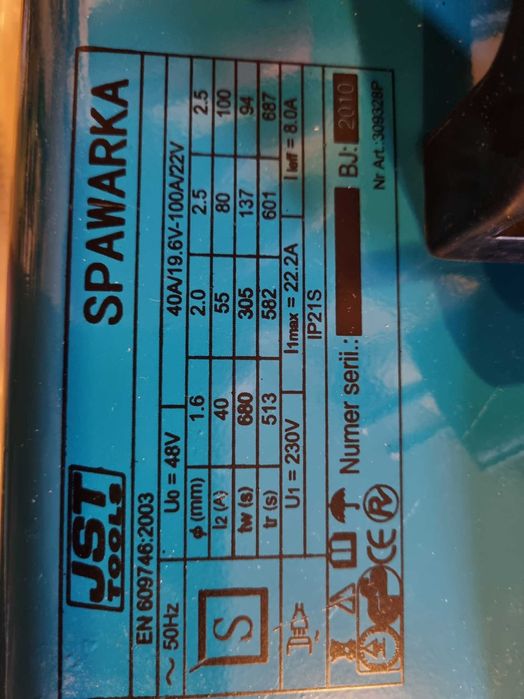 JST TOOLS SPAWARKA
EN 609746:2003
~ 50Hz U0 = 48V 40A/19.6V-100A/22V
S
ϕ (mm) 1.6 2.0 2.5 2.5
I2 (A) 40 55 80 100
tw (s) 680 305 137 94
tr (s) 513 582 601 687
U1 = 230V I1max = 22.2A I1eff = 8.0A
IP21S
Numer serii.: BJ: 2010
CE
Nr Art.:309328P